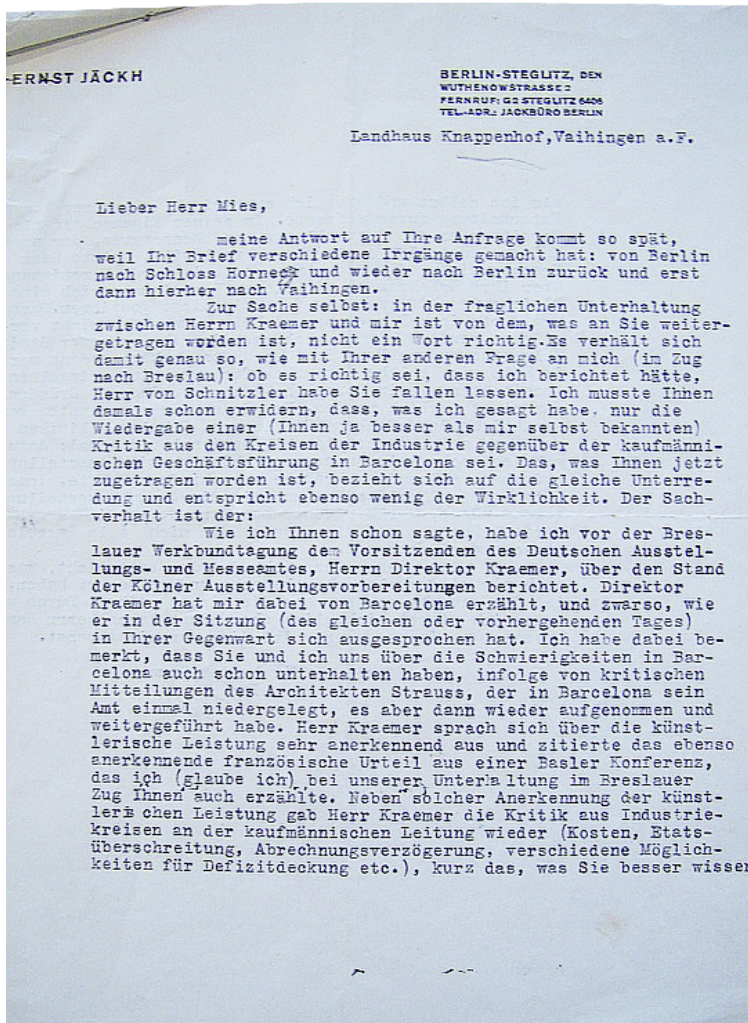 ERNST JÄCKH
BERLIN-STEGLITZ, DEN
WUTHENOWSTRASSE 2
FERNRUF: G2 STEGLITZ 6406
TEL.-ADR.: JACKBÜRO BERLIN
Landhaus Knappenhof, Vaihingen a.F.
Lieber Herr Mies,
meine Antwort auf Ihre Anfrage kommt so spät,
weil Ihr Brief verschiedene Irrgänge gemacht hat: von Berlin
nach Schloss Horneck und wieder nach Berlin zurück und erst
dann hierher nach Vaihingen.
Zur Sache selbst: in der fraglichen Unterhaltung
zwischen Herrn Kraemer und mir ist von dem, was an Sie weiter-
getragen worden ist, nicht ein Wort richtig.Es verhält sich
damit genau so, wie mit Ihrer anderen Frage an mich (im Zug
nach Breslau): ob es richtig sei, dass ich berichtet hätte,
Herr von Schnitzler habe Sie fallen lassen. Ich musste Ihnen
damals schon erwidern, dass, was ich gesagt habe, nur die
Wiedergabe einer (Ihnen ja besser als mir selbst bekannten)
Kritik aus den Kreisen der Industrie gegenüber der kaufmänni-
schen Geschäftsführung in Barcelona sei. Das, was Ihnen jetzt
zugetragen worden ist, bezieht sich auf die gleiche Unterre-
dung und entspricht ebenso wenig der Wirklichkeit. Der Sach-
verhalt ist der:
Wie ich Ihnen schon sagte, habe ich vor der Bres-
lauer Werkbundtagung dem Vorsitzenden des Deutschen Ausstel-
lungs- und Messeamtes, Herrn Direktor Kraemer, über den Stand
der Kölner Ausstellungsvorbereitungen berichtet. Direktor
Kraemer hat mir dabei von Barcelona erzählt, und zwarso, wie
er in der Sitzung (des gleichen oder vorhergehenden Tages)
in Ihrer Gegenwart sich ausgesprochen hat. Ich habe dabei be-
merkt, dass Sie und ich uns über die Schwierigkeiten in Bar-
celona auch schon unterhalten haben, infolge von kritischen
Mitteilungen des Architekten Strauss, der in Barcelona sein
Amt einmal niedergelegt, es aber dann wieder aufgenommen und
weitergeführt habe. Herr Kraemer sprach sich über die künst-
lerische Leistung sehr anerkennend aus und zitierte das ebenso
anerkennende französische Urteil aus einer Basler Konferenz,
das ich (glaube ich) bei unserer Unterhaltung im Breslauer
Zug Ihnen auch erzählte. Neben solcher Anerkennung der künst-
leris chen Leistung gab Herr Kraemer die Kritik aus Industrie-
kreisen an der kaufmännischen Leitung wieder (Kosten, Etats-
überschreitung, Abrechnungsverzögerung, verschiedene Möglich-
keiten für Defizitdeckung etc.), kurz das, was Sie besser wissen